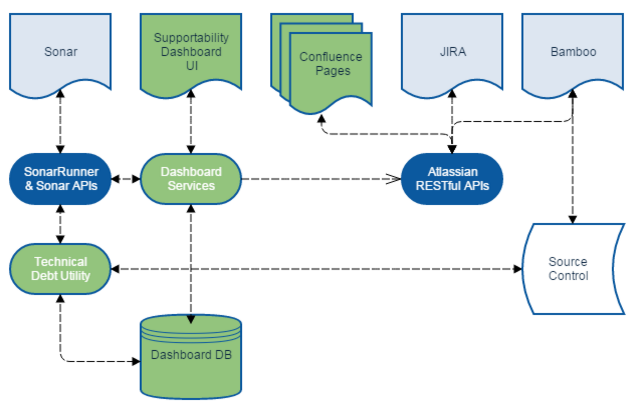 Sonar
Supportability
Dashboard
UI
Confluence
Pages
JIRA
Bamboo
SonarRunner
& Sonar APIs
Dashboard
Services
Atlassian
RESTful APIs
Technical
Debt Utility
Source
Control
Dashboard DB